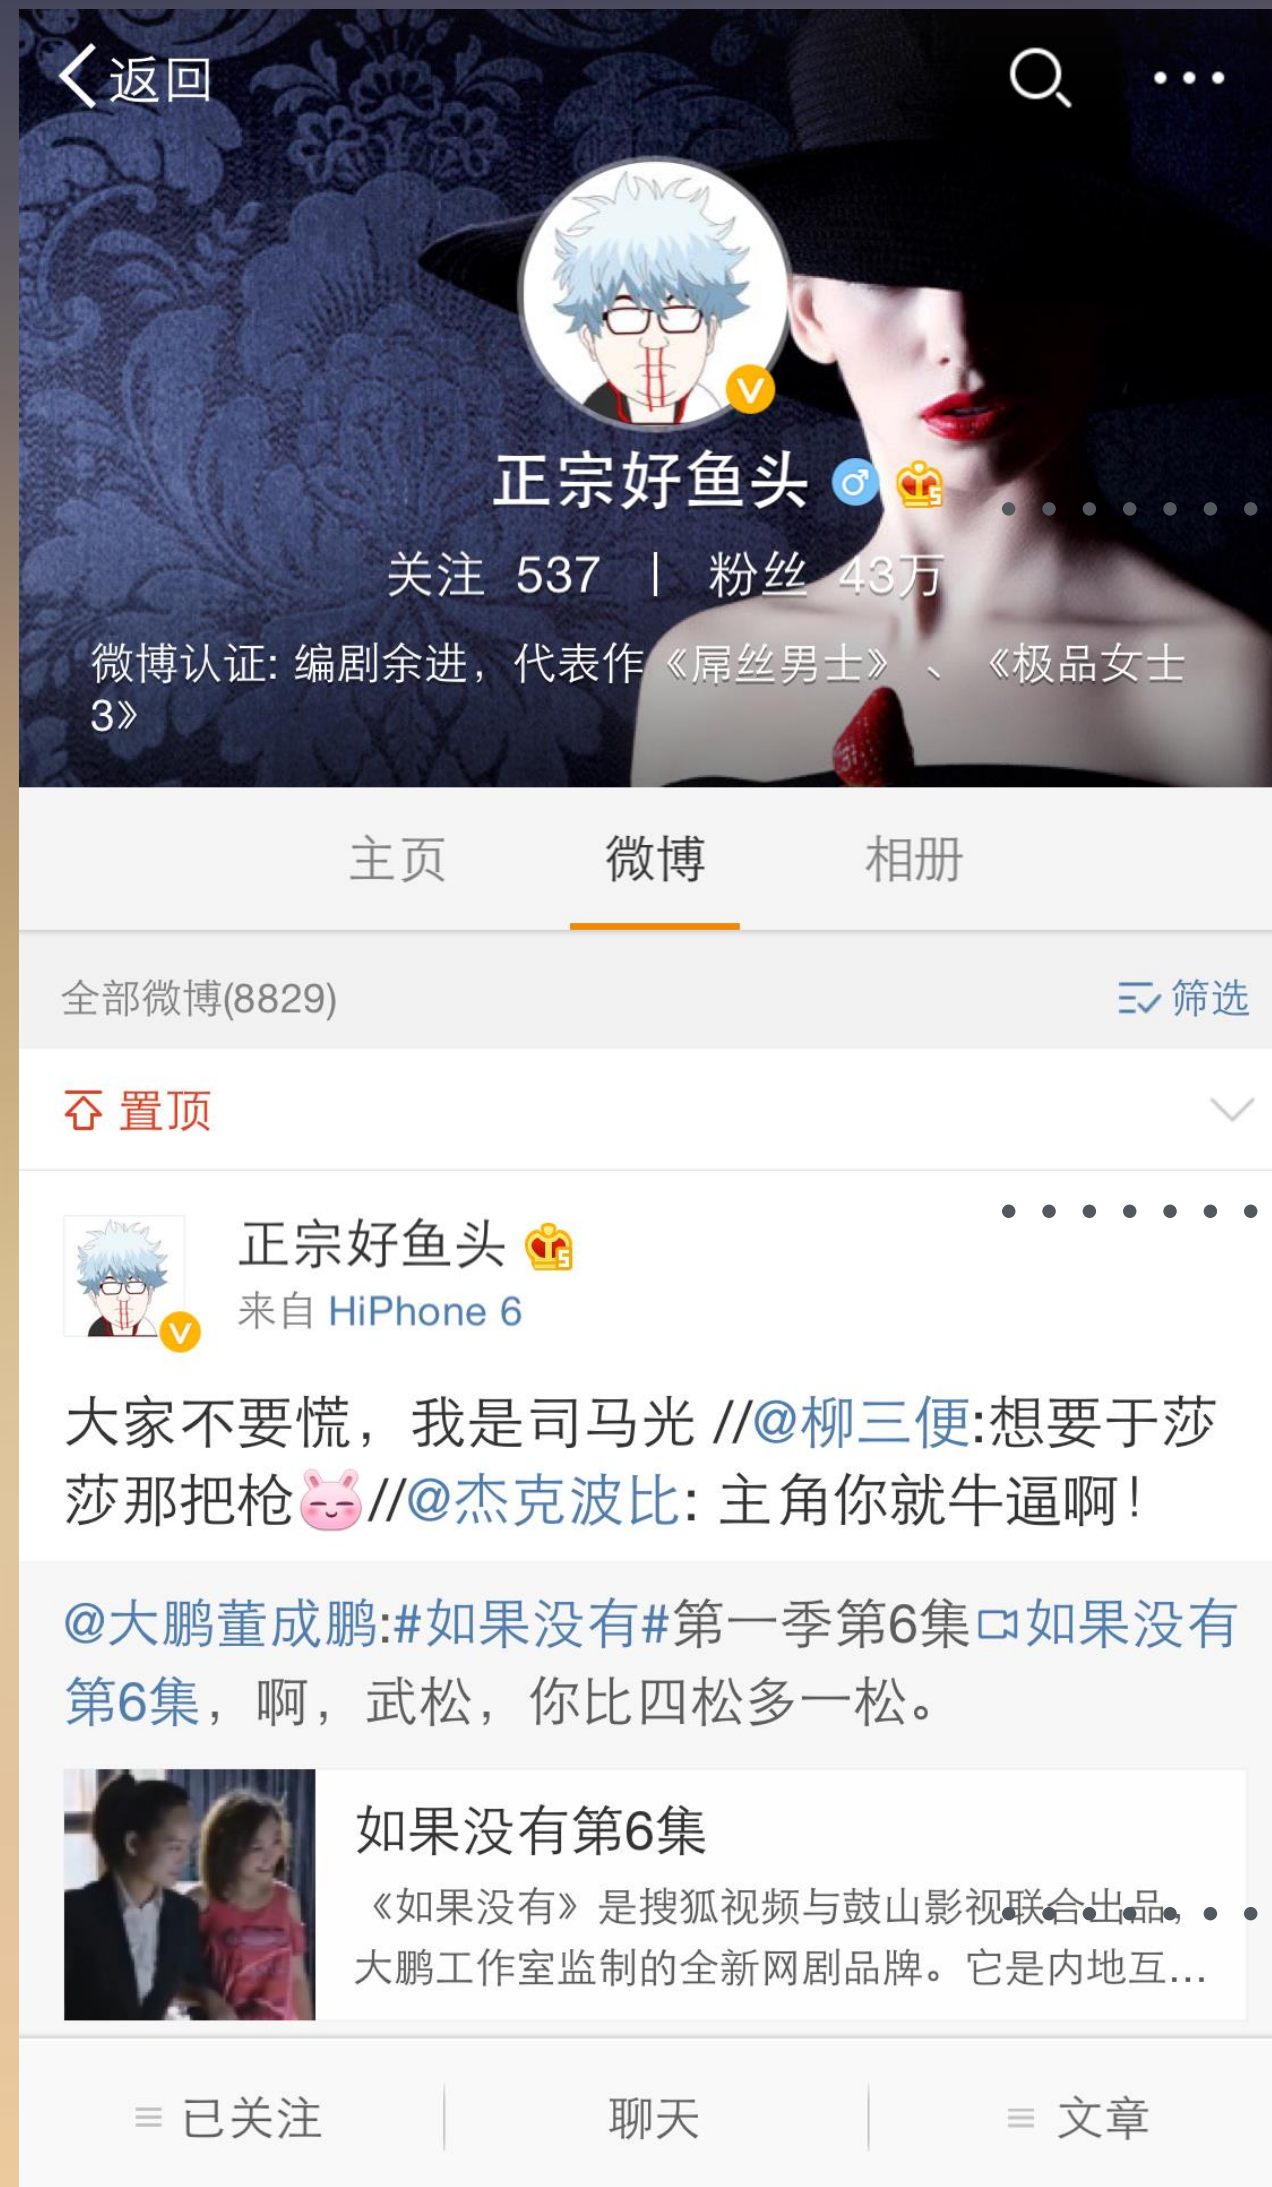 返回
正宗好鱼头
关注 537 | 粉丝 43万
微博认证: 编剧余进，代表作《屌丝男士》 、 《极品女士
3》
主页 微博 相册
全部微博(8829) 筛选
置顶
正宗好鱼头
来自 HiPhone 6
大家不要慌，我是司马光 //@柳三便:想要于莎
莎那把枪//@杰克波比: 主角你就牛逼啊！
@大鹏董成鹏:#如果没有#第一季第6集如果没有
第6集，啊，武松，你比四松多一松。
如果没有第6集
《如果没有》是搜狐视频与鼓山影视联合出品，
大鹏工作室监制的全新网剧品牌。它是内地互...
已关注 聊天 文章